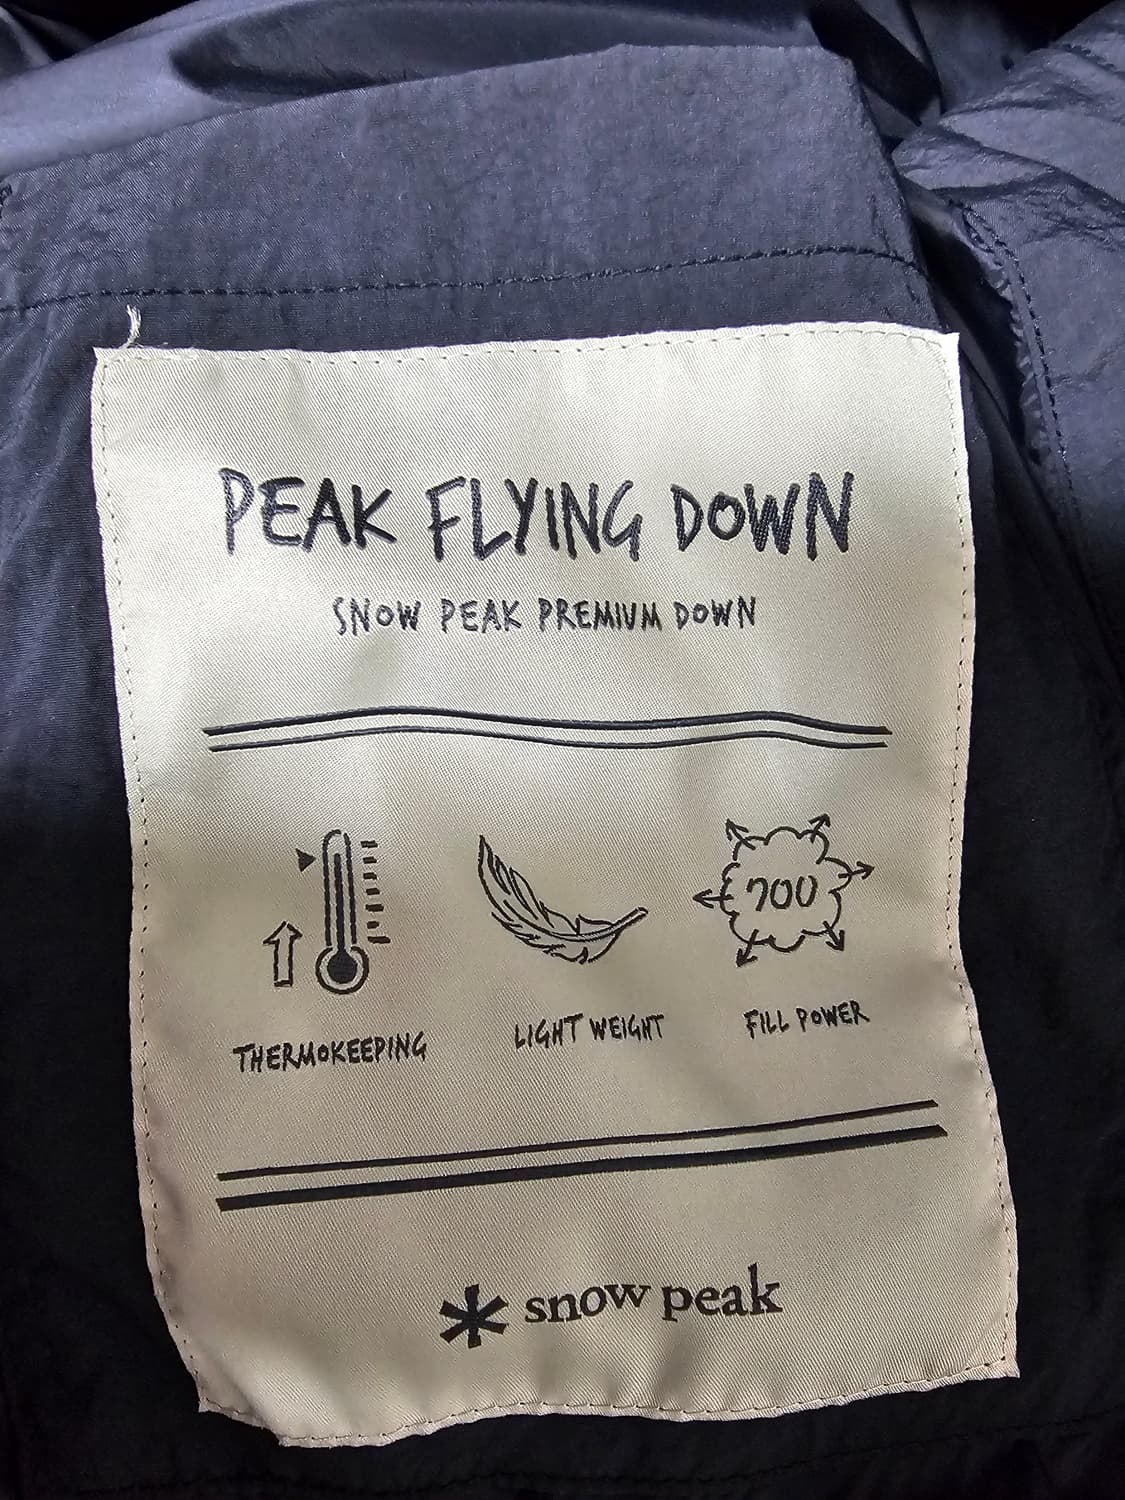 PEAK FLYING DOWN
SNOW PEAK PREMIUM DOWN
700
THERMOKEEPING
LIGHT WEIGHT
FILL POWER
snow peak